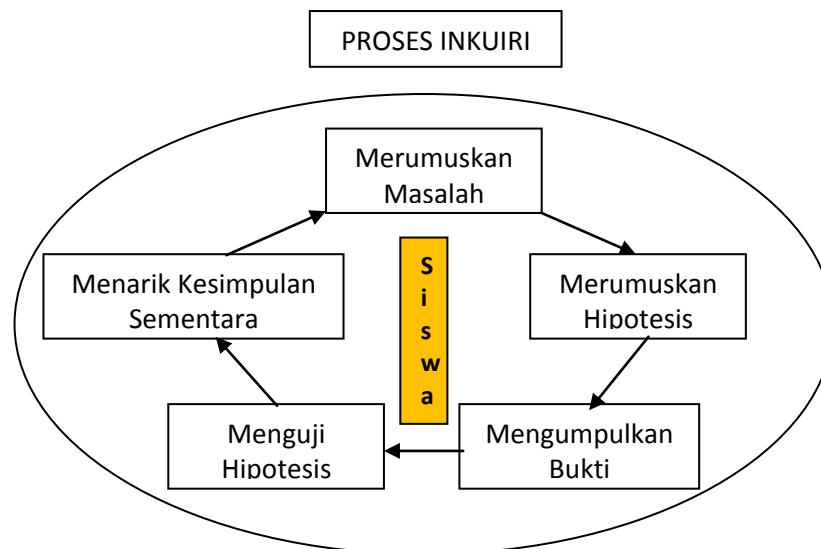 PROSES INKUIRI
Merumuskan
Masalah
Merumuskan
Hipotesis
Mengumpulkan
Bukti
Menguji
Hipotesis
Menarik Kesimpulan
Sementara
S
i
s
w
a